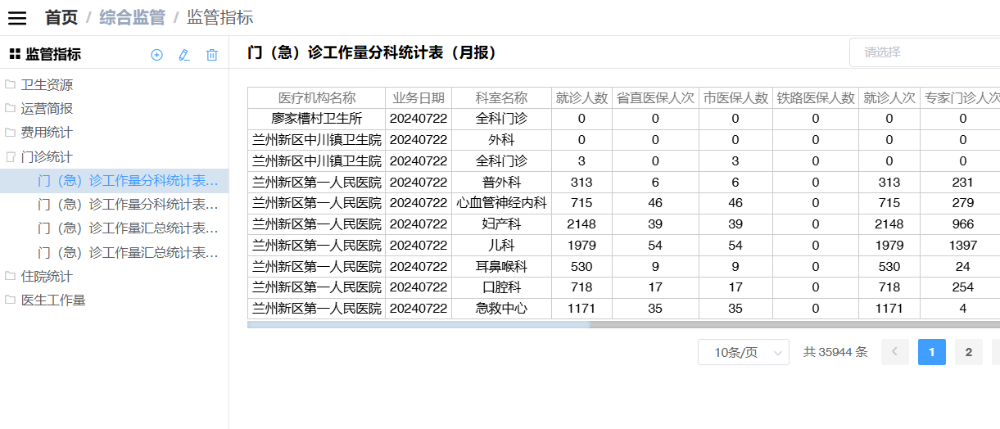 首页 / 综合监管 / 监管指标
监管指标
卫生资源
运营简报
费用统计
门诊统计
门（急）诊工作量分科统计表…
门（急）诊工作量分科统计表…
门（急）诊工作量汇总统计表…
门（急）诊工作量汇总统计表…
住院统计
医生工作量
门（急）诊工作量分科统计表（月报）
请选择
医疗机构名称 业务日期 科室名称 就诊人数 省直医保人次 市医保人数 铁路医保人数 就诊人次 专家门诊人次
廖家槽村卫生所 20240722 全科门诊 0 0 0 0 0 0
兰州新区中川镇卫生院 20240722 外科 0 0 0 0 0 0
兰州新区中川镇卫生院 20240722 全科门诊 3 0 3 0 0 0
兰州新区第一人民医院 20240722 普外科 313 6 6 0 313 231
兰州新区第一人民医院 20240722 心血管神经内科 715 46 46 0 715 279
兰州新区第一人民医院 20240722 妇产科 2148 39 39 0 2148 966
兰州新区第一人民医院 20240722 儿科 1979 54 54 0 1979 1397
兰州新区第一人民医院 20240722 耳鼻喉科 530 9 9 0 530 24
兰州新区第一人民医院 20240722 口腔科 718 17 17 0 718 254
兰州新区第一人民医院 20240722 急救中心 1171 35 35 0 1171 4
10条/页 共 35944 条 1 2